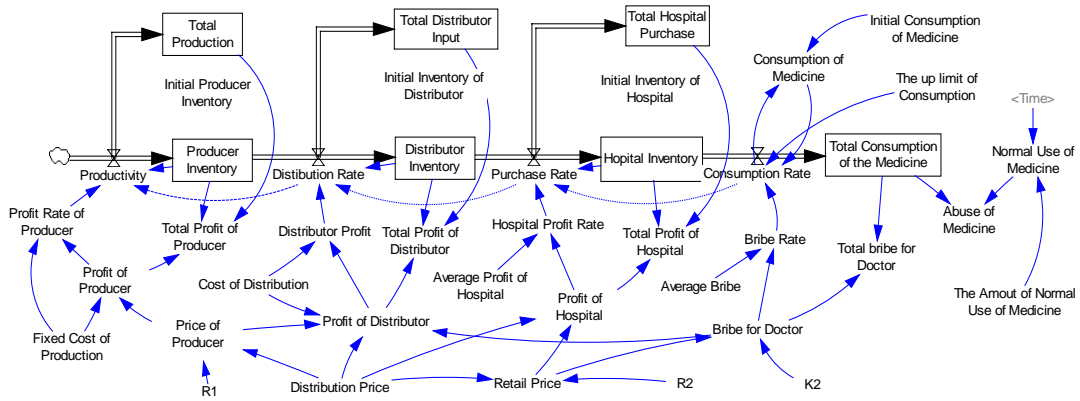 Total
Production
Total Distributor
Input
Total Hospital
Purchase
Initial Consumption
of Medicine
Consumption
of Medicine
Initial Producer
Inventory
Initial Inventory of
Distributor
Initial Inventory of
Hospital
The up limit of
Consumption
<Time>
Producer
Inventory
Distributor
Inventory
Hopital Inventory
Total Consumption
of the Medicine
Normal Use of
Medicine
Productivity
Distibution Rate
Purchase Rate
Consumption Rate
Profit Rate of
Producer
Total Profit of
Producer
Distributor Profit
Total Profit of
Distributor
Hospital Profit Rate
Total Profit of
Hospital
Bribe Rate
Total bribe for
Doctor
Abuse of
Medicine
Profit of
Producer
Cost of Distribution
Average Profit of
Hospital
Profit of
Hospital
Average Bribe
The Amout of Normal
Use of Medicine
Fixed Cost of
Production
Price of
Producer
Profit of Distributor
Bribe for Doctor
R1
Distribution Price
Retail Price
R2
K2